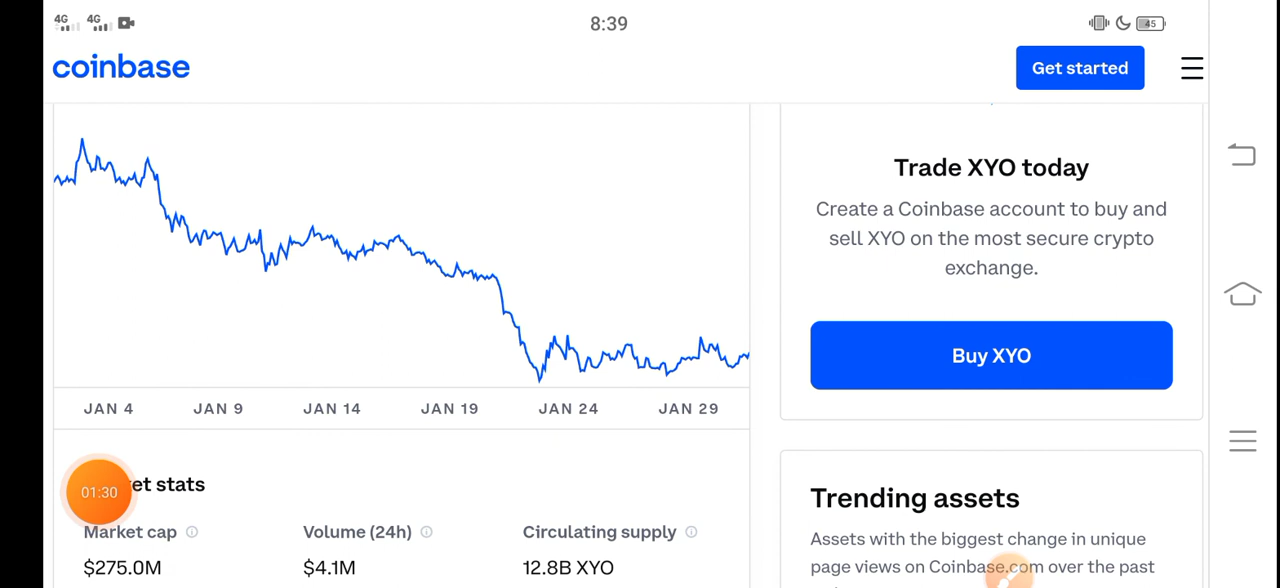 4G 4G 8:39 45
coinbase
Get started
Trade XYO today
Create a Coinbase account to buy and
sell XYO on the most secure crypto
exchange.
Buy XYO
JAN 4 JAN 9 JAN 14 JAN 19 JAN 24 JAN 29
01:30
et stats
Market cap Volume (24h) Circulating supply
$275.0M $4.1M 12.8B XYO
Trending assets
Assets with the biggest change in unique
page views on Coinbase.com over the past